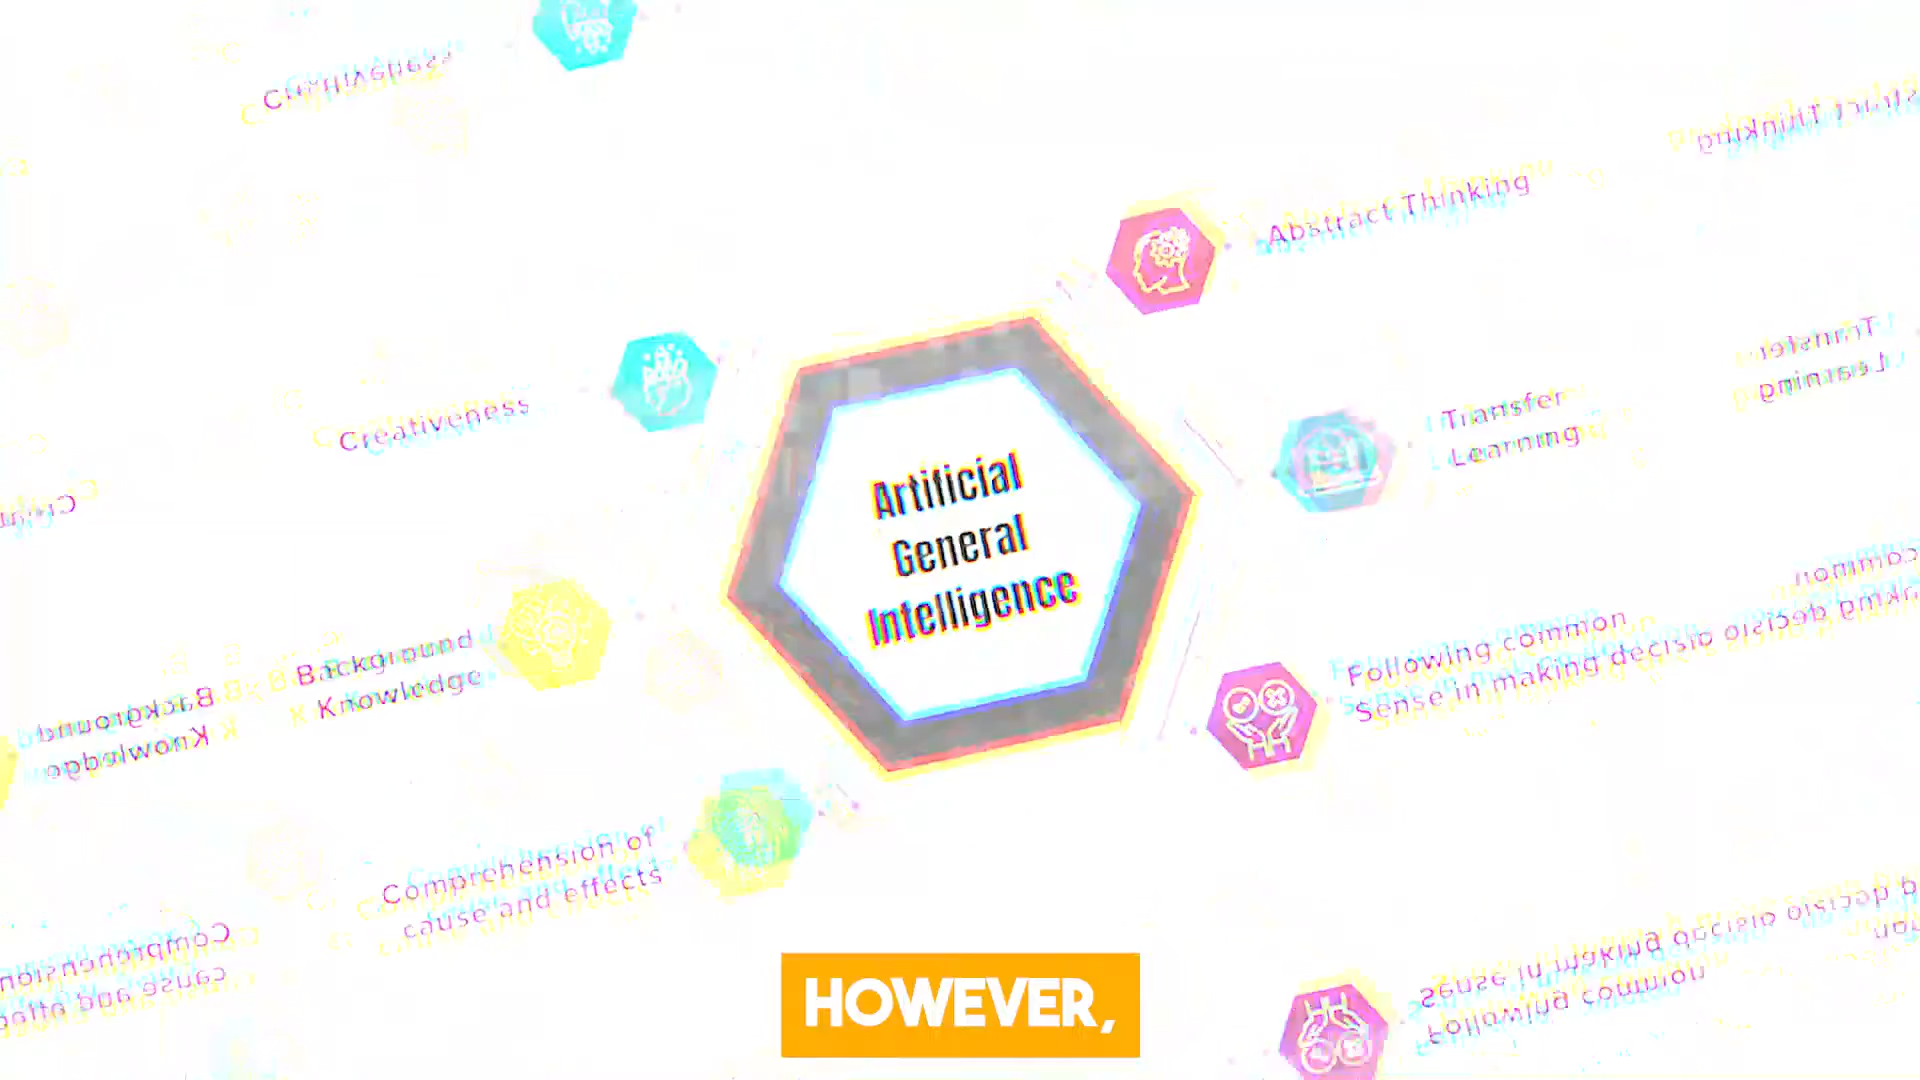 Creativeness
Abstract Thinking
Creativeness
Transfer
Learning
Artificial
General
Intelligence
Background
Knowledge
Following common
Sense in making decisio
Comprehension of
cause and effects
HOWEVER,